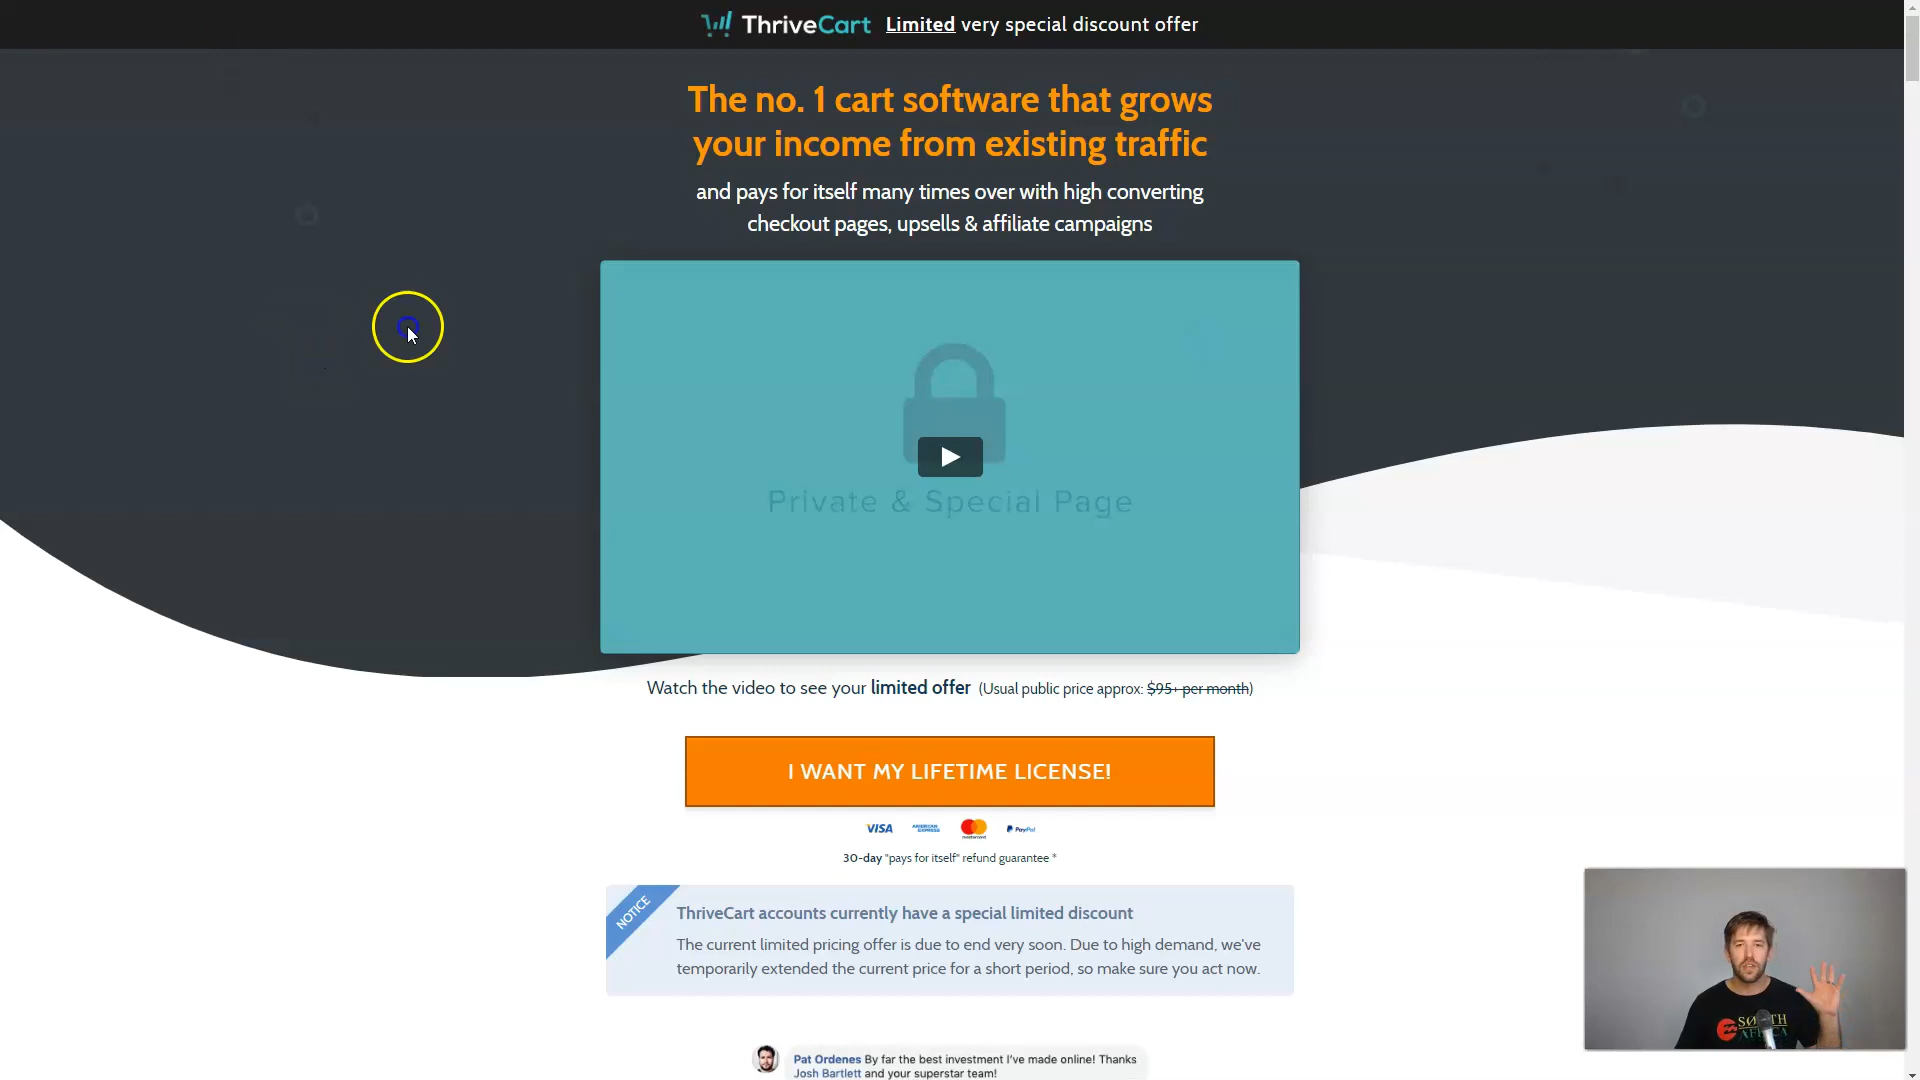 ThriveCart Limited very special discount offer
The no. 1 cart software that grows
your income from existing traffic
and pays for itself many times over with high converting
checkout pages, upsells & affiliate campaigns
Private & Special Page
Watch the video to see your limited offer (Usual public price approx: $95+ per month)
I WANT MY LIFETIME LICENSE!
VISA AMERICAN EXPRESS mastercard PayPal
30-day "pays for itself" refund guarantee *
NOTICE
ThriveCart accounts currently have a special limited discount
The current limited pricing offer is due to end very soon. Due to high demand, we've
temporarily extended the current price for a short period, so make sure you act now.
SOUTH
AFRICA
Pat Ordenes By far the best investment I've made online! Thanks
Josh Bartlett and your superstar team!